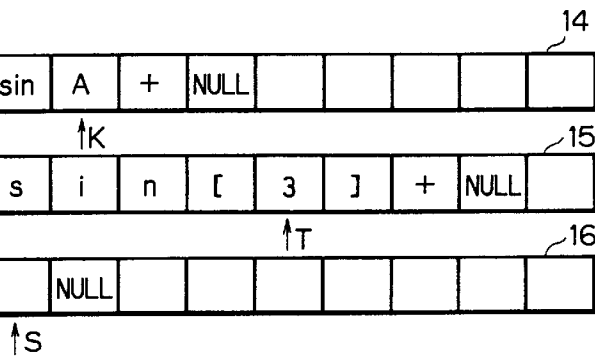 14
sin A + NULL
K
15
s i n [ 3 ] + NULL
T
16
NULL
S